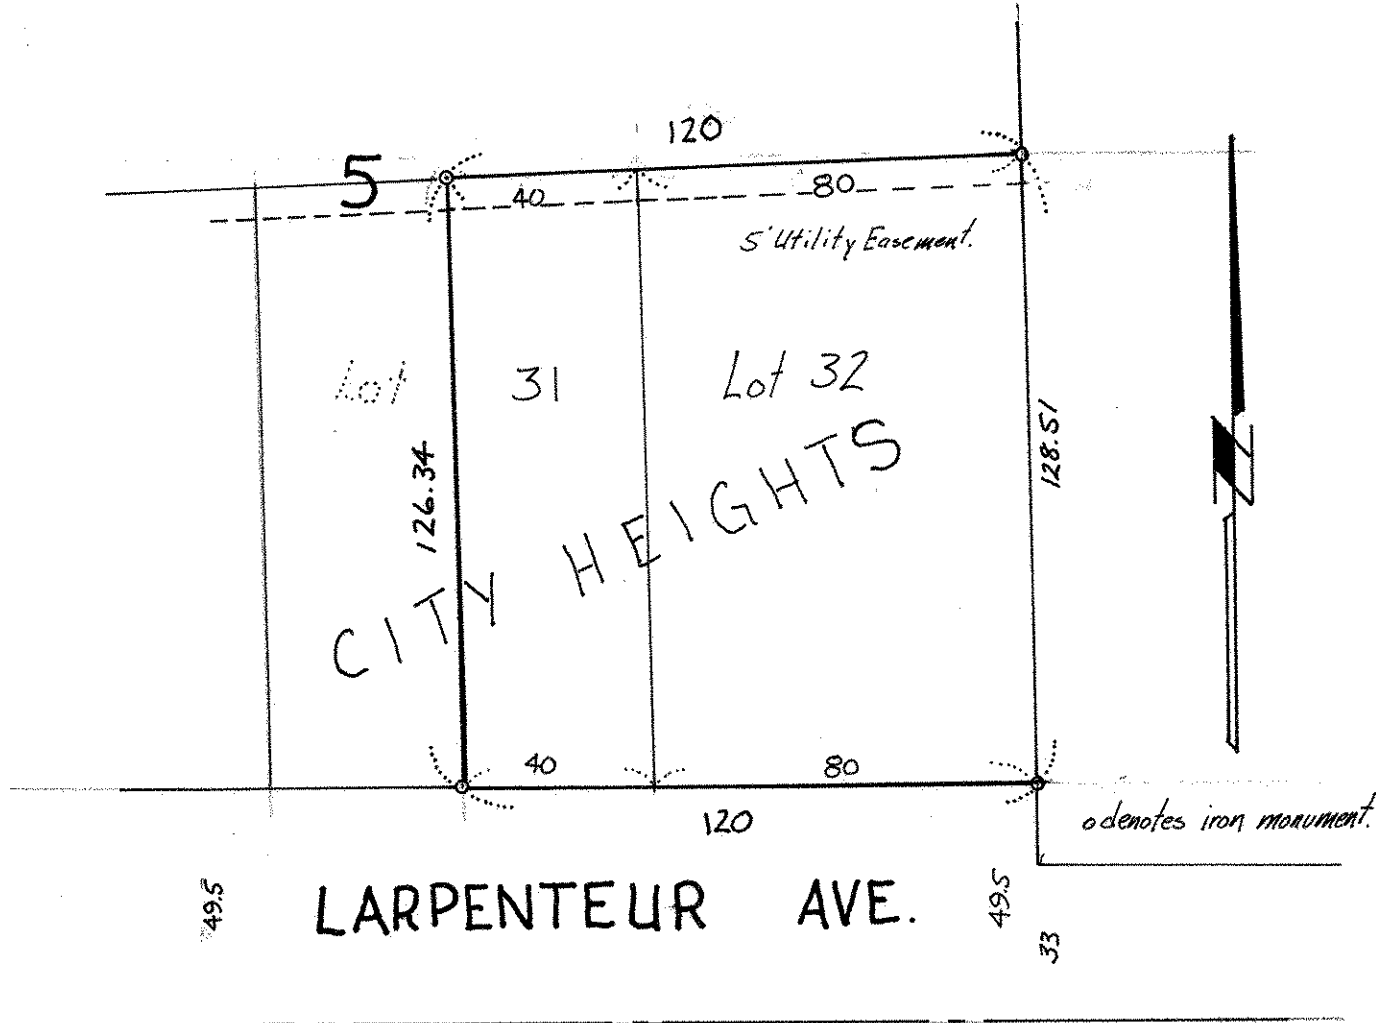 120
5
40
80
5' Utility Easement.
Lot 31
Lot 32
126.34
128.51
N
CITY HEIGHTS
40
80
120
o denotes iron monument.
49.5
LARPENTEUR AVE.
49.5
33